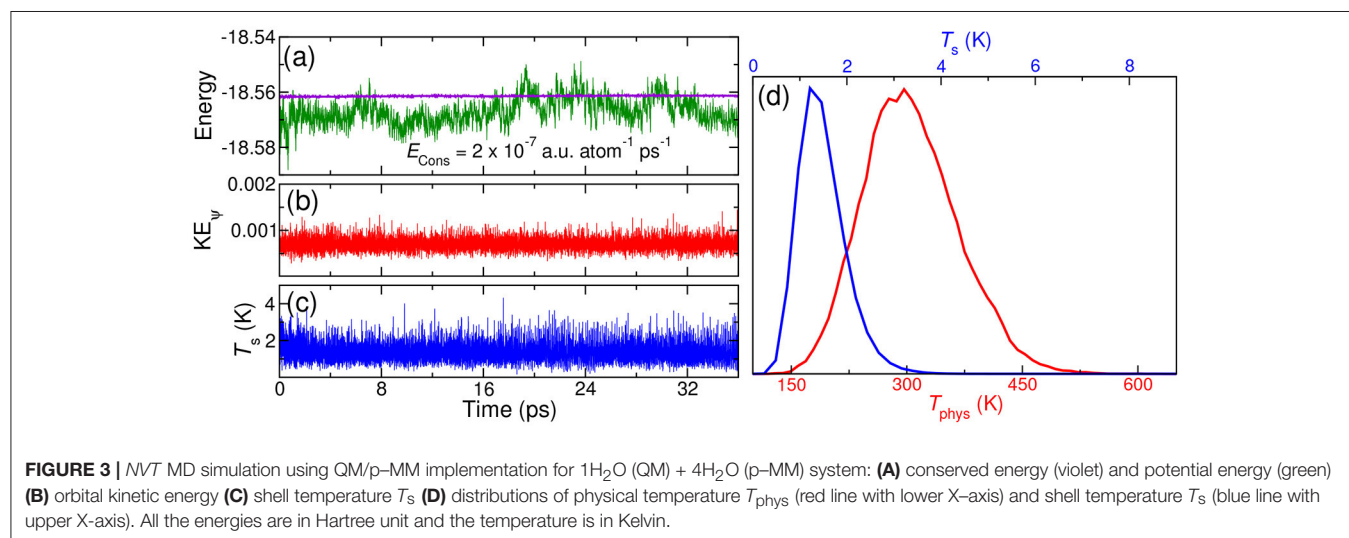 (a)
Energy
-18.54
-18.56
-18.58
E_Cons = 2 x 10^-7 a.u. atom^-1 ps^-1
(b)
KE_ψ
0.002
0.001
(c)
T_s (K)
4
2
0 8 16 24 32
Time (ps)
T_s (K)
0 2 4 6 8
(d)
150 300 450 600
T_phys (K)
FIGURE 3 | NVT MD simulation using QM/p–MM implementation for 1H₂O (QM) + 4H₂O (p–MM) system: (A) conserved energy (violet) and potential energy (green)
(B) orbital kinetic energy (C) shell temperature T_S (D) distributions of physical temperature T_phys (red line with lower X–axis) and shell temperature T_S (blue line with
upper X-axis). All the energies are in Hartree unit and the temperature is in Kelvin.